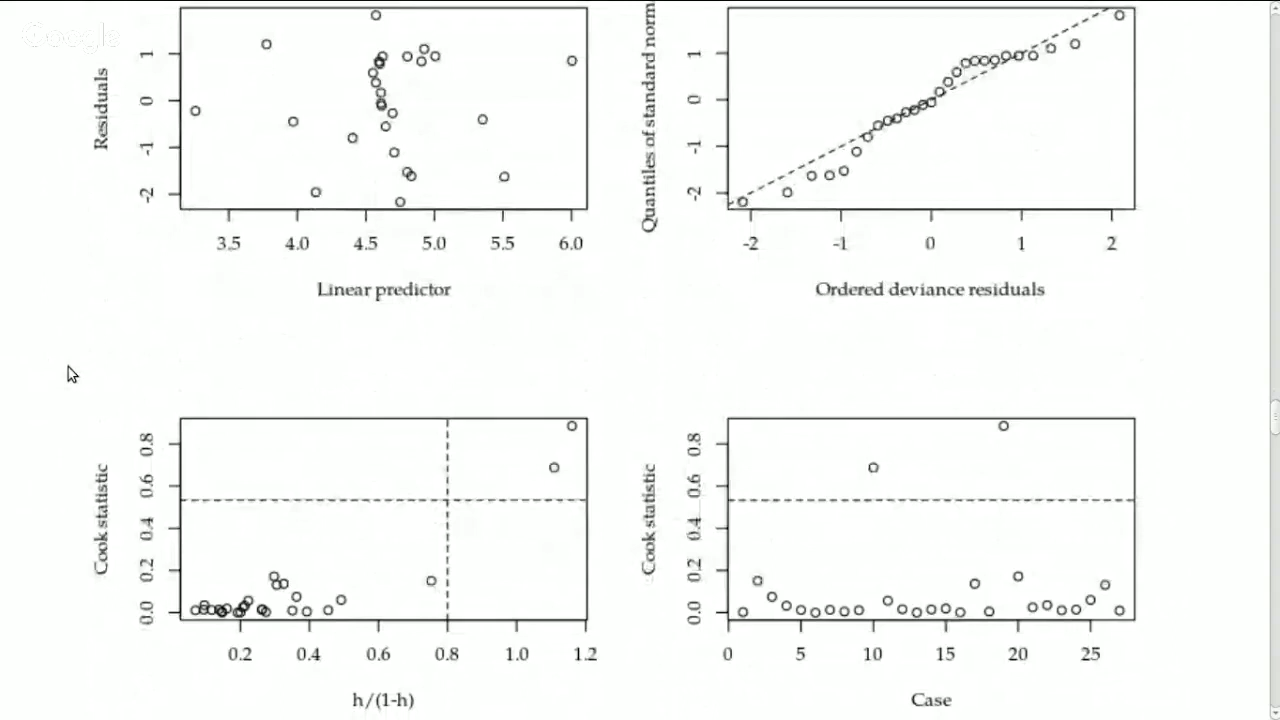 Google
Residuals
1
0
-1
-2
3.5 4.0 4.5 5.0 5.5 6.0
Linear predictor
Quantiles of standard norm
1
0
-1
-2
-2 -1 0 1 2
Ordered deviance residuals
Cook statistic
0.8
0.6
0.4
0.2
0.0
0.2 0.4 0.6 0.8 1.0 1.2
h/(1-h)
Cook statistic
0.8
0.6
0.4
0.2
0.0
0 5 10 15 20 25
Case